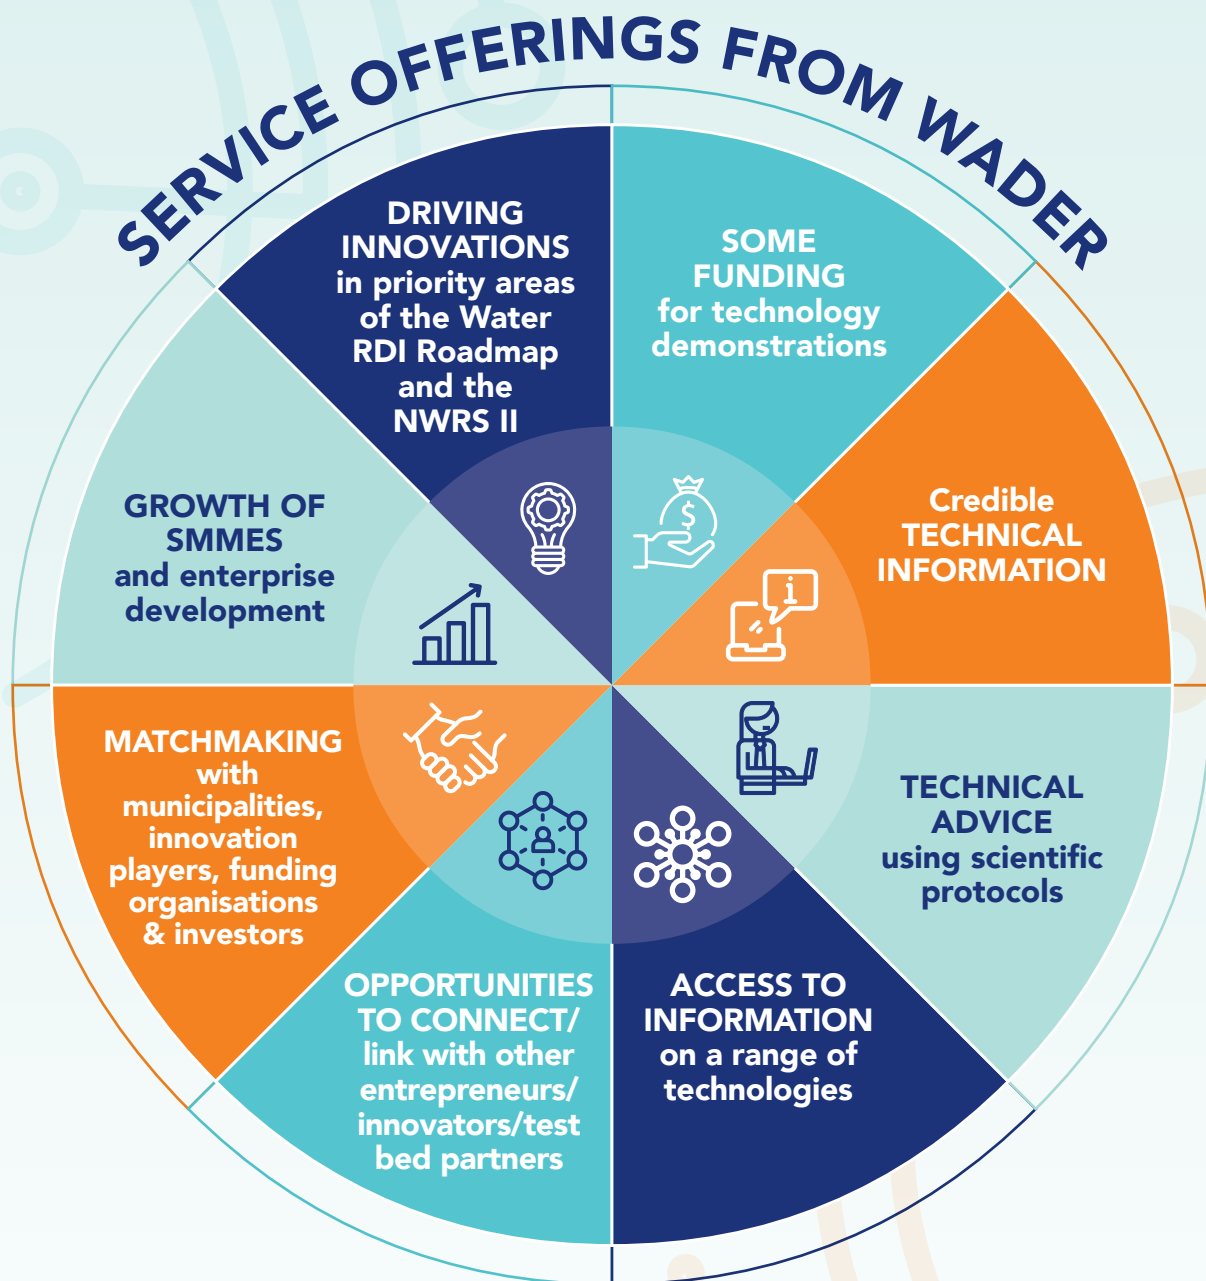 SERVICE OFFERINGS FROM WADER
DRIVING
INNOVATIONS
in priority areas
of the Water
RDI Roadmap
and the
NWRS II
SOME
FUNDING
for technology
demonstrations
$
Credible
TECHNICAL
INFORMATION
i
TECHNICAL
ADVICE
using scientific
protocols
ACCESS TO
INFORMATION
on a range of
technologies
OPPORTUNITIES
TO CONNECT/
link with other
entrepreneurs/
innovators/test
bed partners
MATCHMAKING
with
municipalities,
innovation
players, funding
organisations
& investors
GROWTH OF
SMMES
and enterprise
development